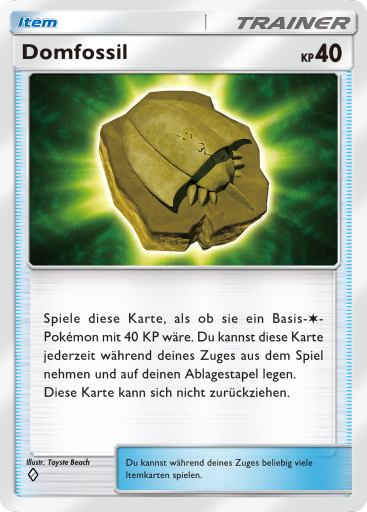 Item
TRAINER
Domfossil
KP40
Spiele diese Karte, als ob sie ein Basis-✶-
Pokémon mit 40 KP wäre. Du kannst diese Karte
jederzeit während deines Zuges aus dem Spiel
nehmen und auf deinen Ablagestapel legen.
Diese Karte kann sich nicht zurückziehen.
Illustr. Toyste Beach
Du kannst während deines Zuges beliebig viele
Itemkarten spielen.